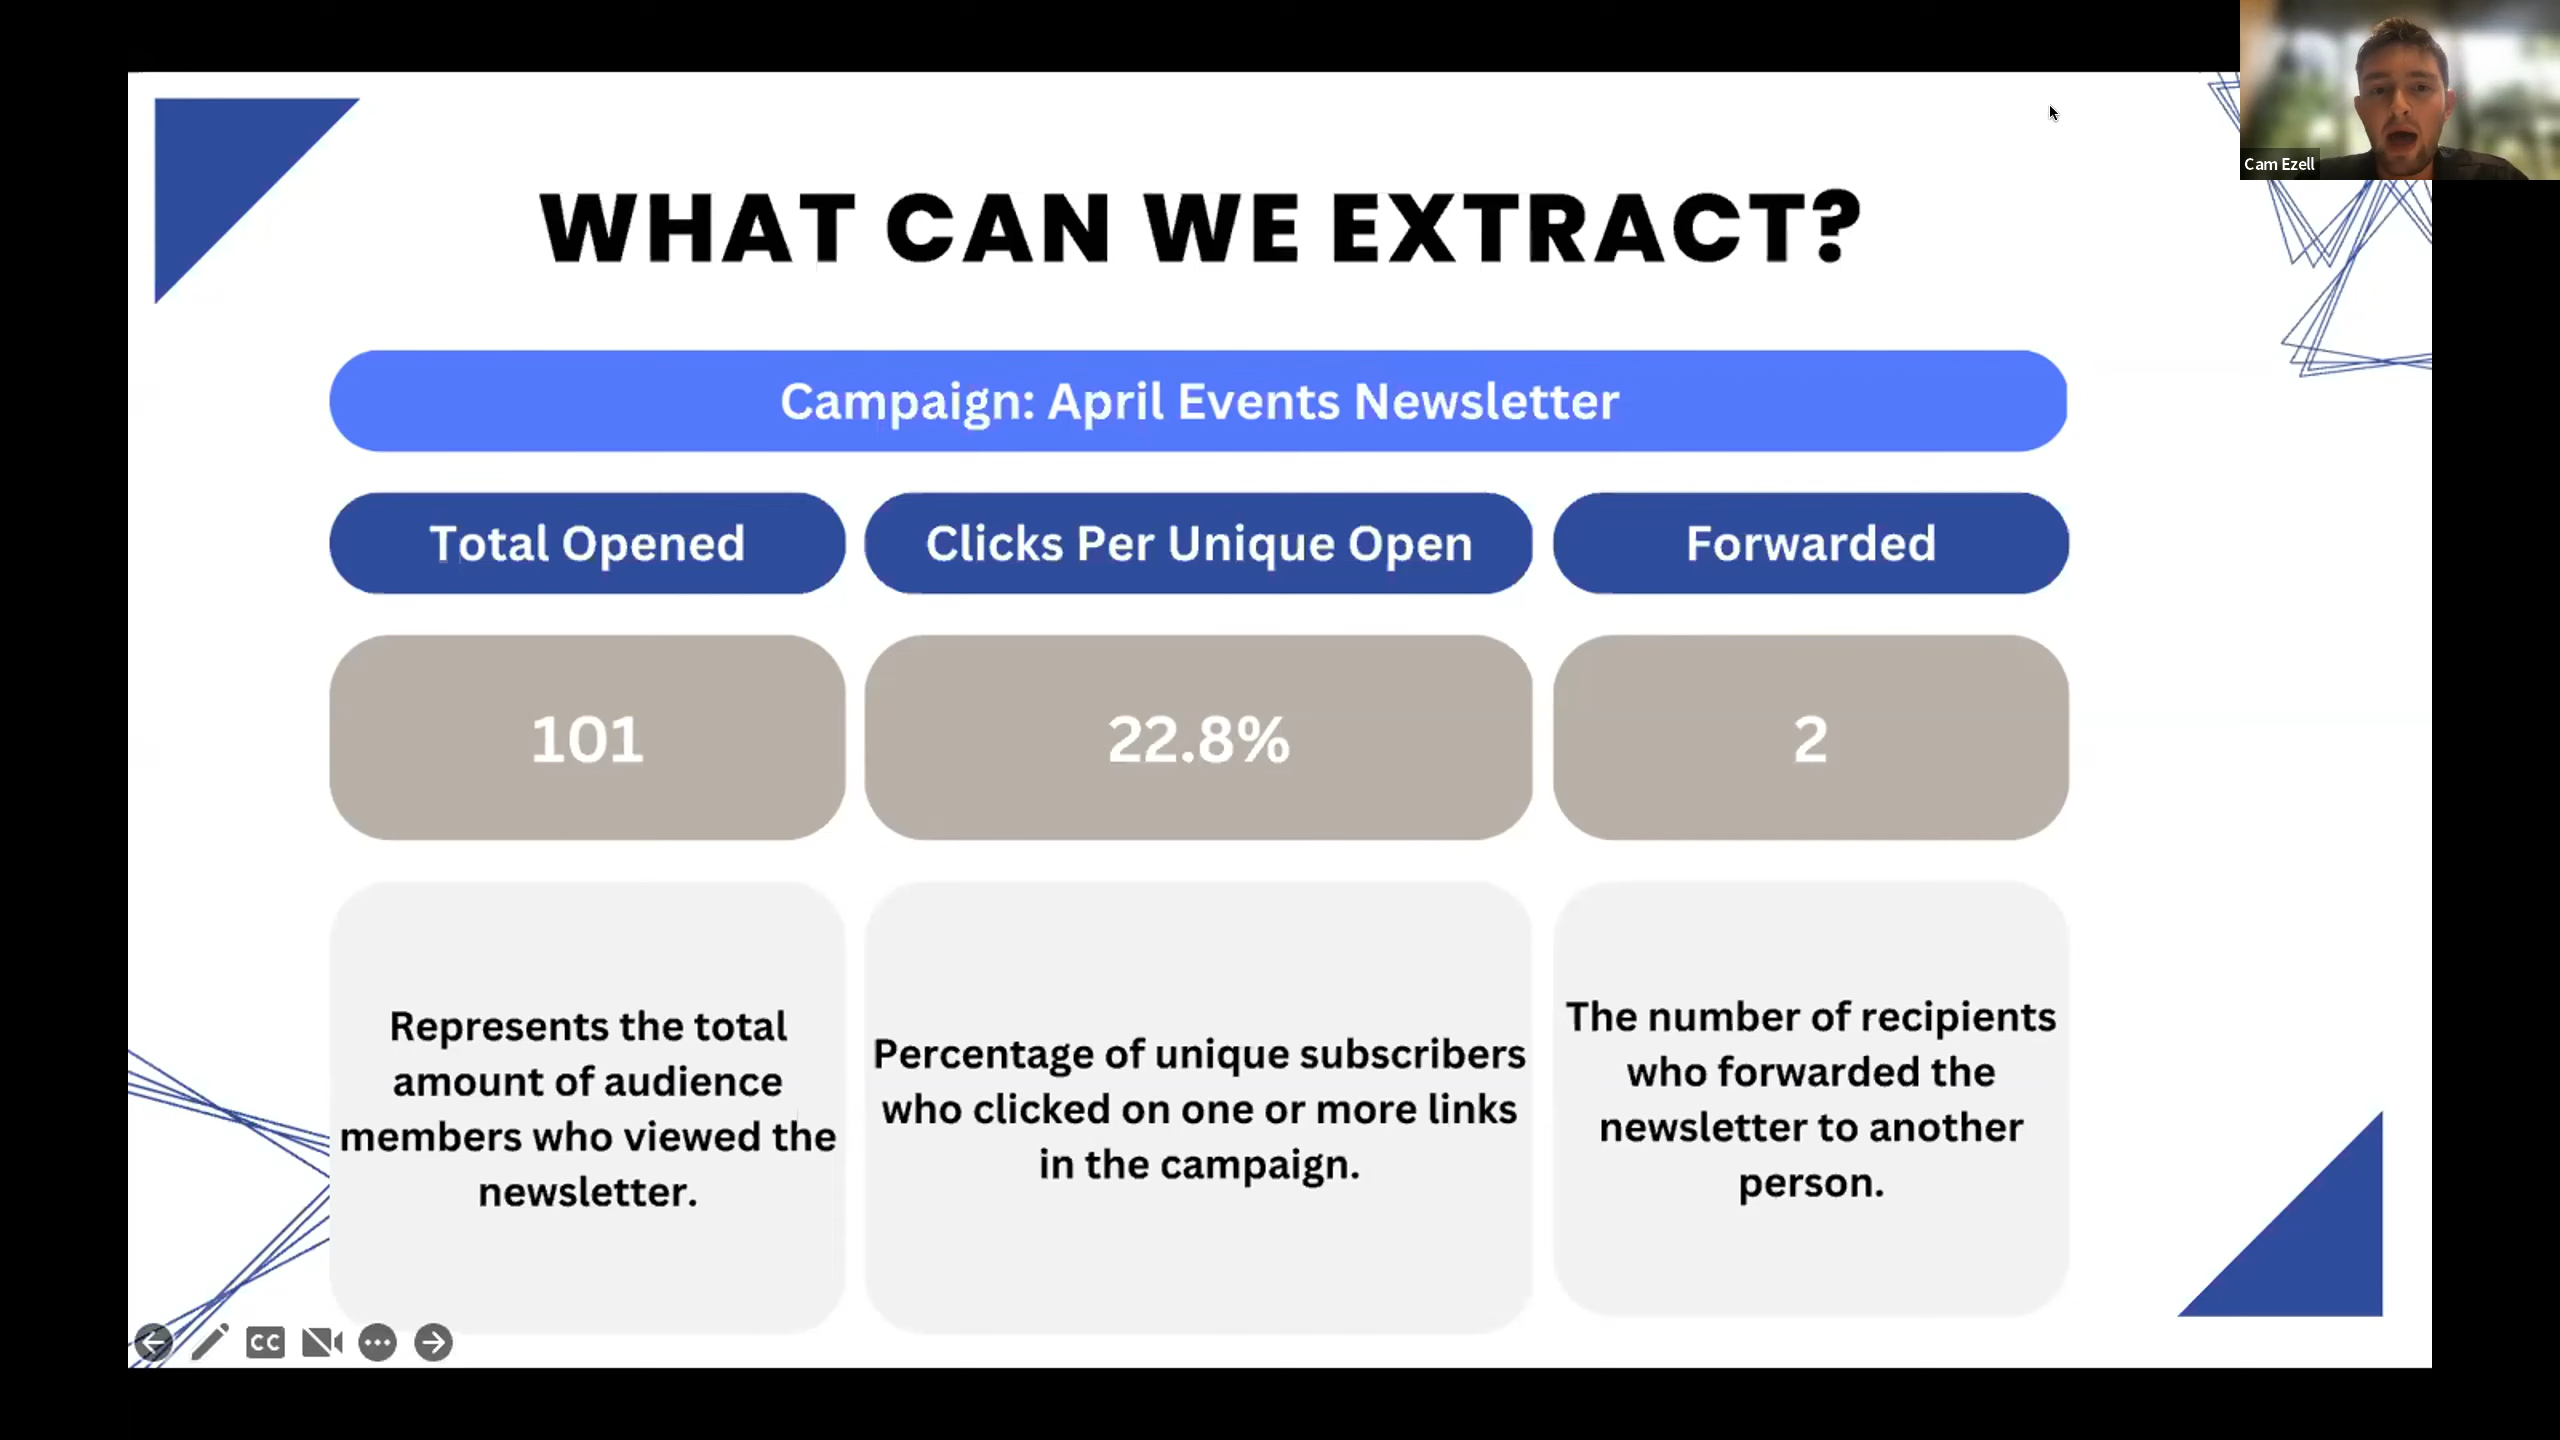 WHAT CAN WE EXTRACT?
Cam Ezell
Campaign: April Events Newsletter
Total Opened
Clicks Per Unique Open
Forwarded
101
22.8%
2
Represents the total
amount of audience
members who viewed the
newsletter.
Percentage of unique subscribers
who clicked on one or more links
in the campaign.
The number of recipients
who forwarded the
newsletter to another
person.
CC